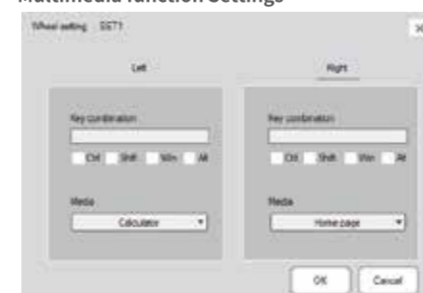 Multimedia function Settings
Wheel setting SET1
Left Right
Key combination Key combination
Ctrl Shift Win Alt Ctrl Shift Win Alt
Media Media
Calculator Home page
OK Cancel